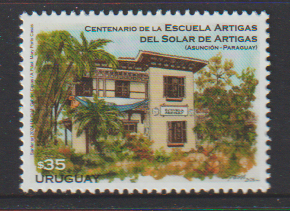 CENTENARIO DE LA ESCUELA ARTIGAS
DEL SOLAR DE ARTIGAS
(ASUNCIÓN - PARAGUAY)
$35
URUGUAY